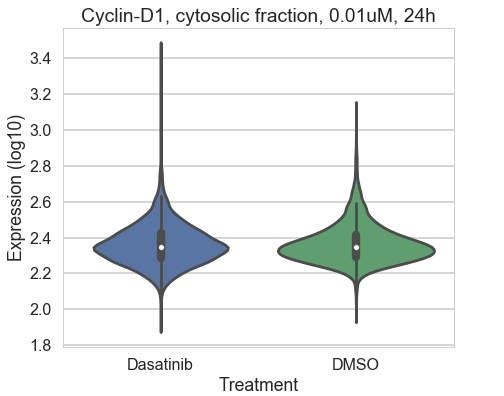 Cyclin-D1, cytosolic fraction, 0.01uM, 24h
Expression (log10)
3.4
3.2
3.0
2.8
2.6
2.4
2.2
2.0
1.8
Dasatinib DMSO
Treatment